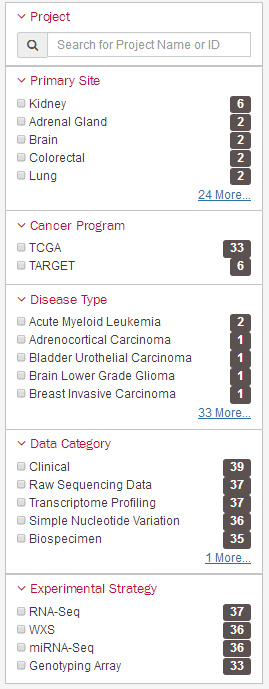 Project
Search for Project Name or ID
Primary Site
Kidney 6
Adrenal Gland 2
Brain 2
Colorectal 2
Lung 2
24 More...
Cancer Program
TCGA 33
TARGET 6
Disease Type
Acute Myeloid Leukemia 2
Adrenocortical Carcinoma 1
Bladder Urothelial Carcinoma 1
Brain Lower Grade Glioma 1
Breast Invasive Carcinoma 1
33 More...
Data Category
Clinical 39
Raw Sequencing Data 37
Transcriptome Profiling 37
Simple Nucleotide Variation 36
Biospecimen 35
1 More...
Experimental Strategy
RNA-Seq 37
WXS 36
miRNA-Seq 36
Genotyping Array 33